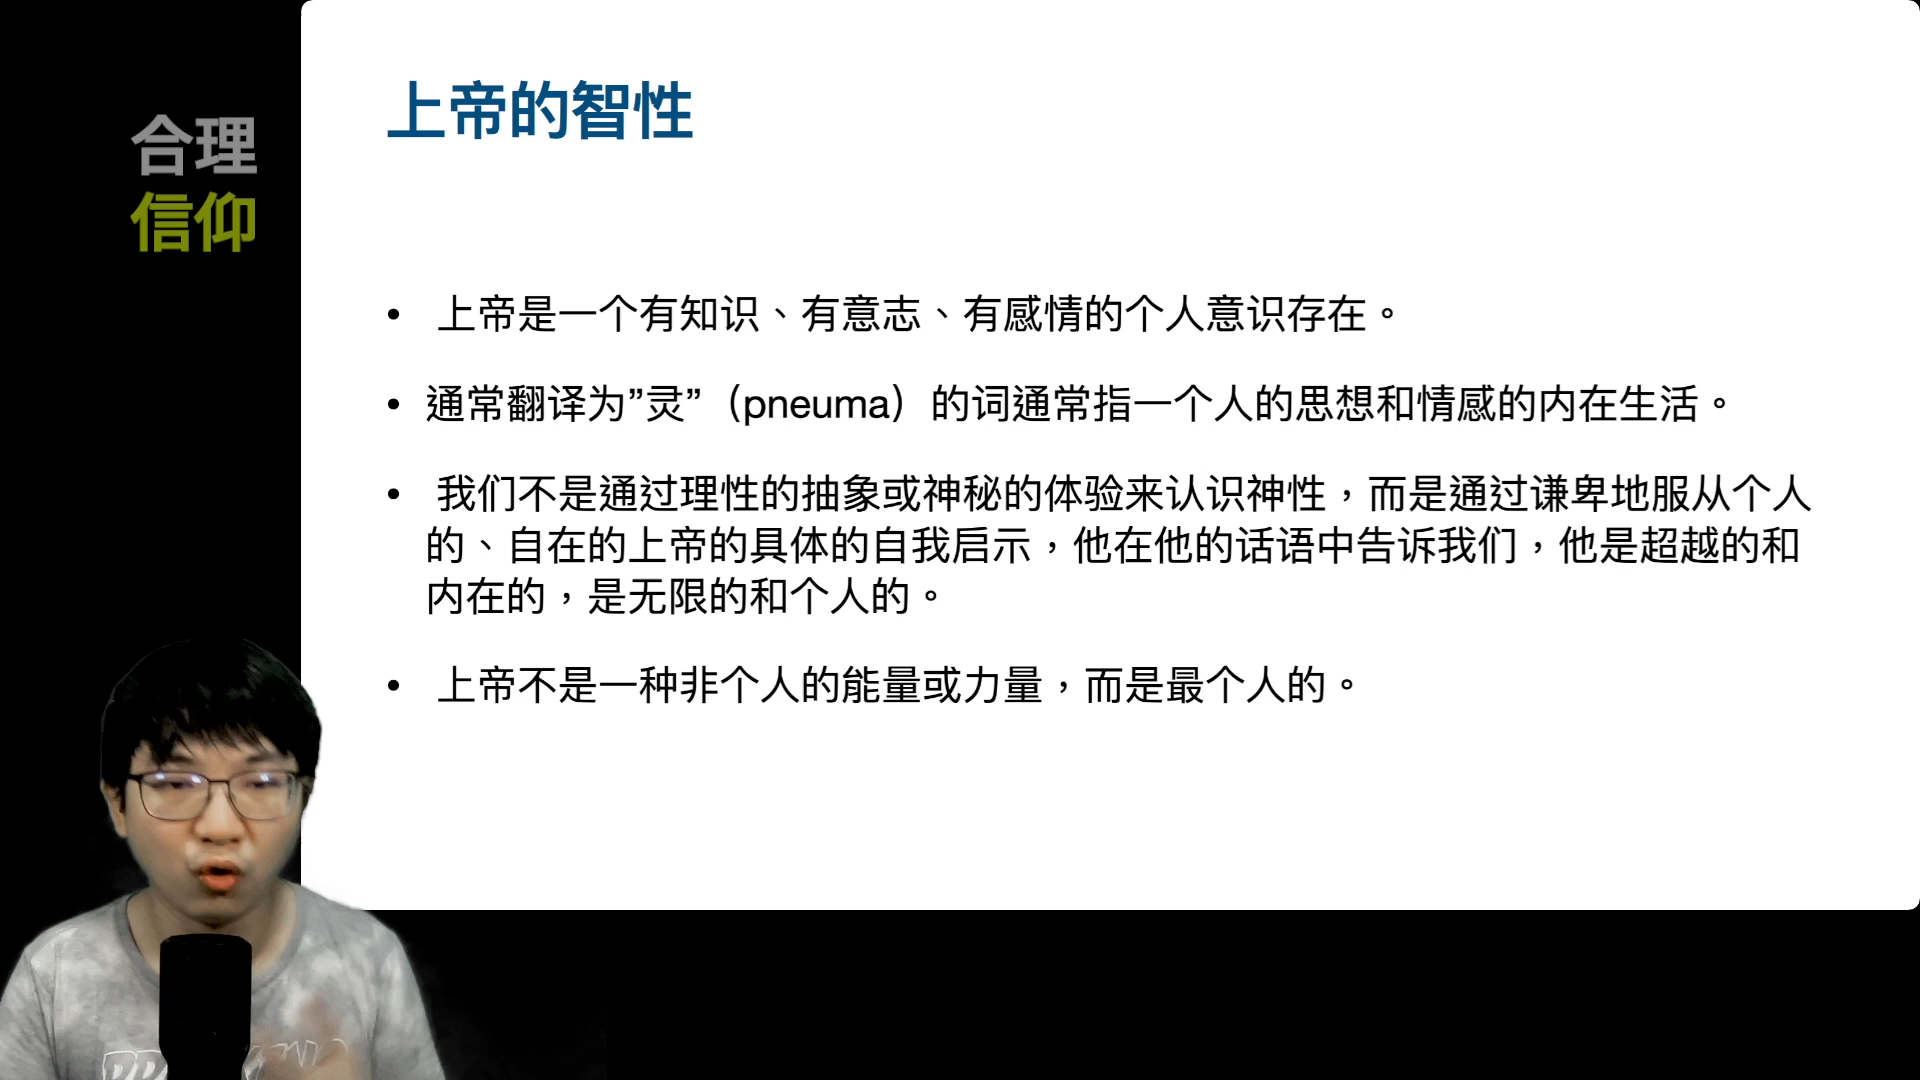 合理
信仰
上帝的智性
• 上帝是一个有知识、有意志、有感情的个人意识存在。
• 通常翻译为”灵”（pneuma）的词通常指一个人的思想和情感的内在生活。
• 我们不是通过理性的抽象或神秘的体验来认识神性，而是通过谦卑地服从个人
的、自在的上帝的具体的自我启示，他在他的话语中告诉我们，他是超越的和
内在的，是无限的和个人的。
• 上帝不是一种非个人的能量或力量，而是最个人的。